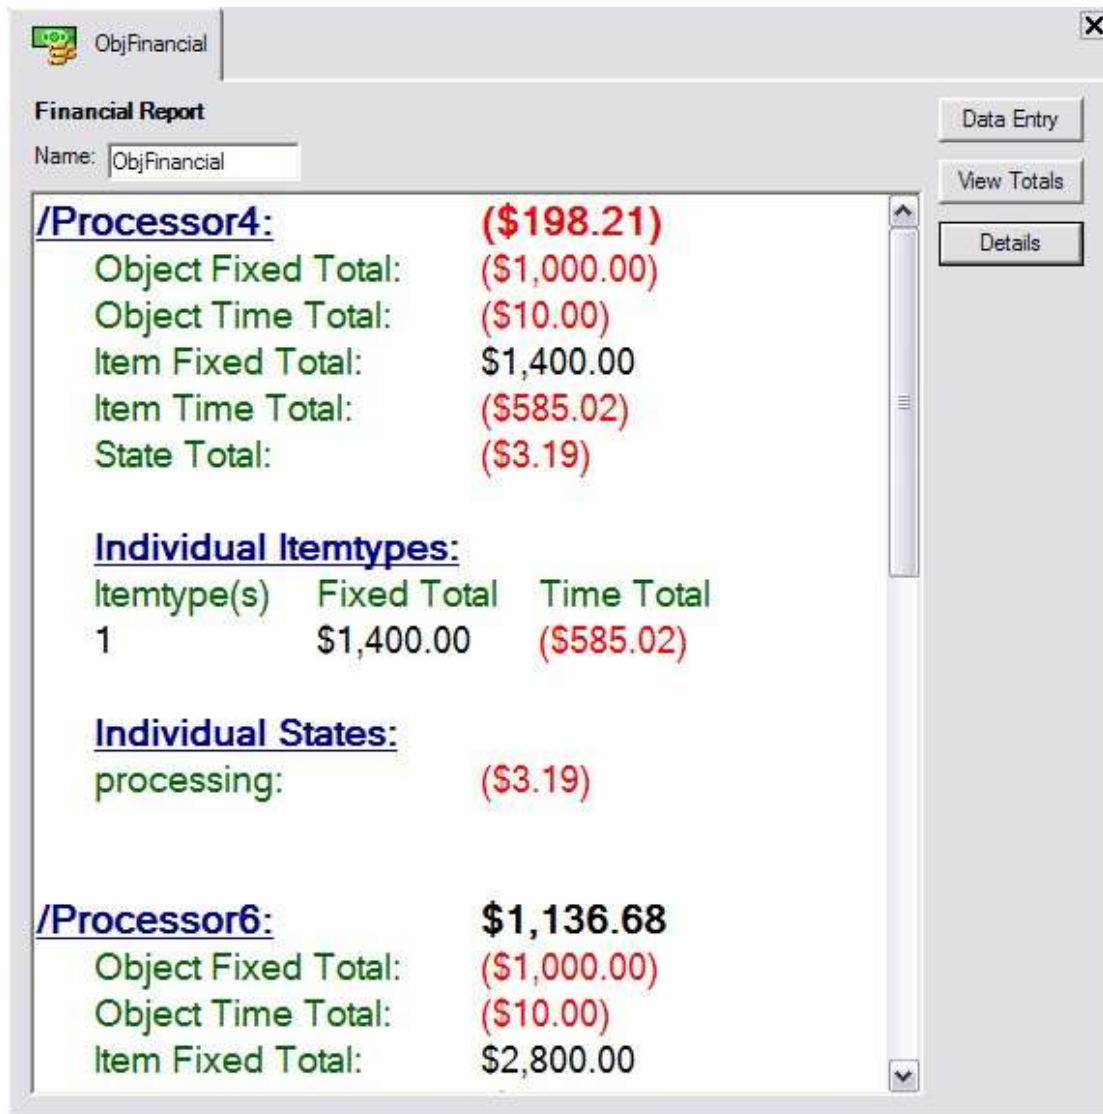 ObjFinancial
Financial Report
Name: ObjFinancial
Data Entry
View Totals
Details
/Processor4: ($198.21)
Object Fixed Total: ($1,000.00)
Object Time Total: ($10.00)
Item Fixed Total: $1,400.00
Item Time Total: ($585.02)
State Total: ($3.19)
Individual Itemtypes:
Itemtype(s) Fixed Total Time Total
1 $1,400.00 ($585.02)
Individual States:
processing: ($3.19)
/Processor6: $1,136.68
Object Fixed Total: ($1,000.00)
Object Time Total: ($10.00)
Item Fixed Total: $2,800.00